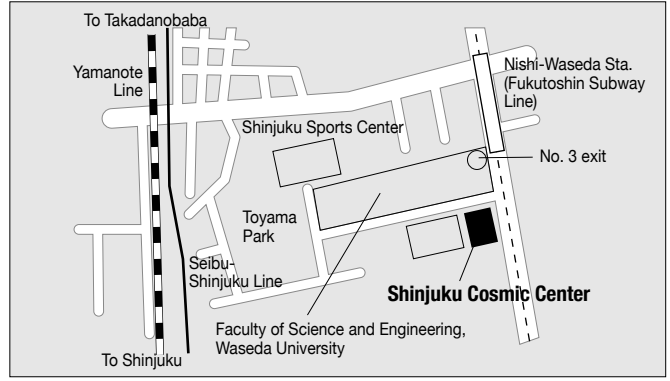 To Takadanobaba
Yamanote
Line
Nishi-Waseda Sta.
(Fukutoshin Subway
Line)
Shinjuku Sports Center
No. 3 exit
Toyama
Park
Seibu-
Shinjuku Line
Shinjuku Cosmic Center
Faculty of Science and Engineering,
Waseda University
To Shinjuku